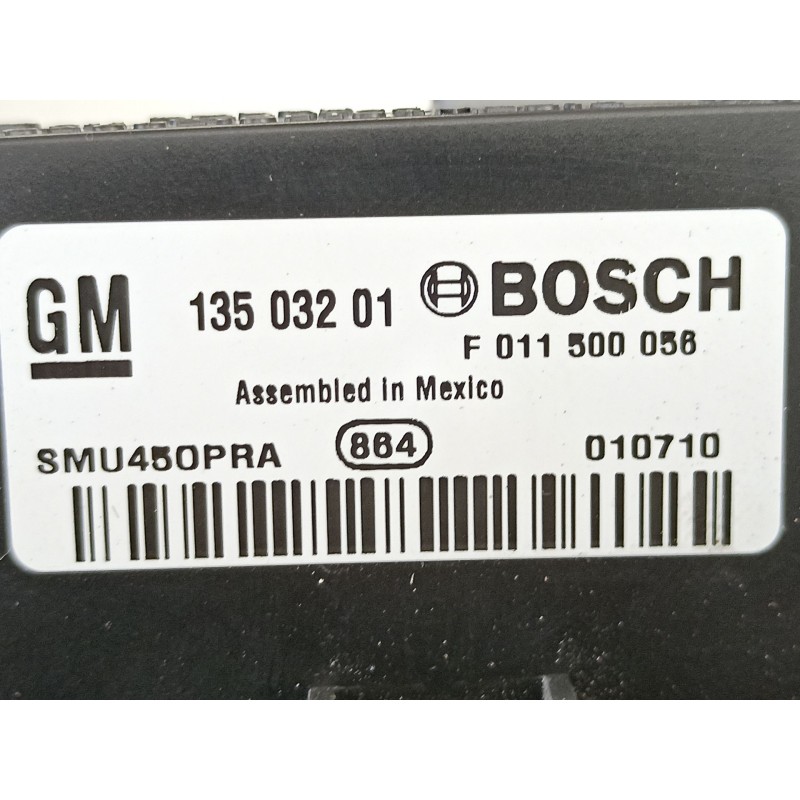 GM 135 032 01 BOSCH
F 011 500 056
Assembled in Mexico
SMU450PRA 864 010710